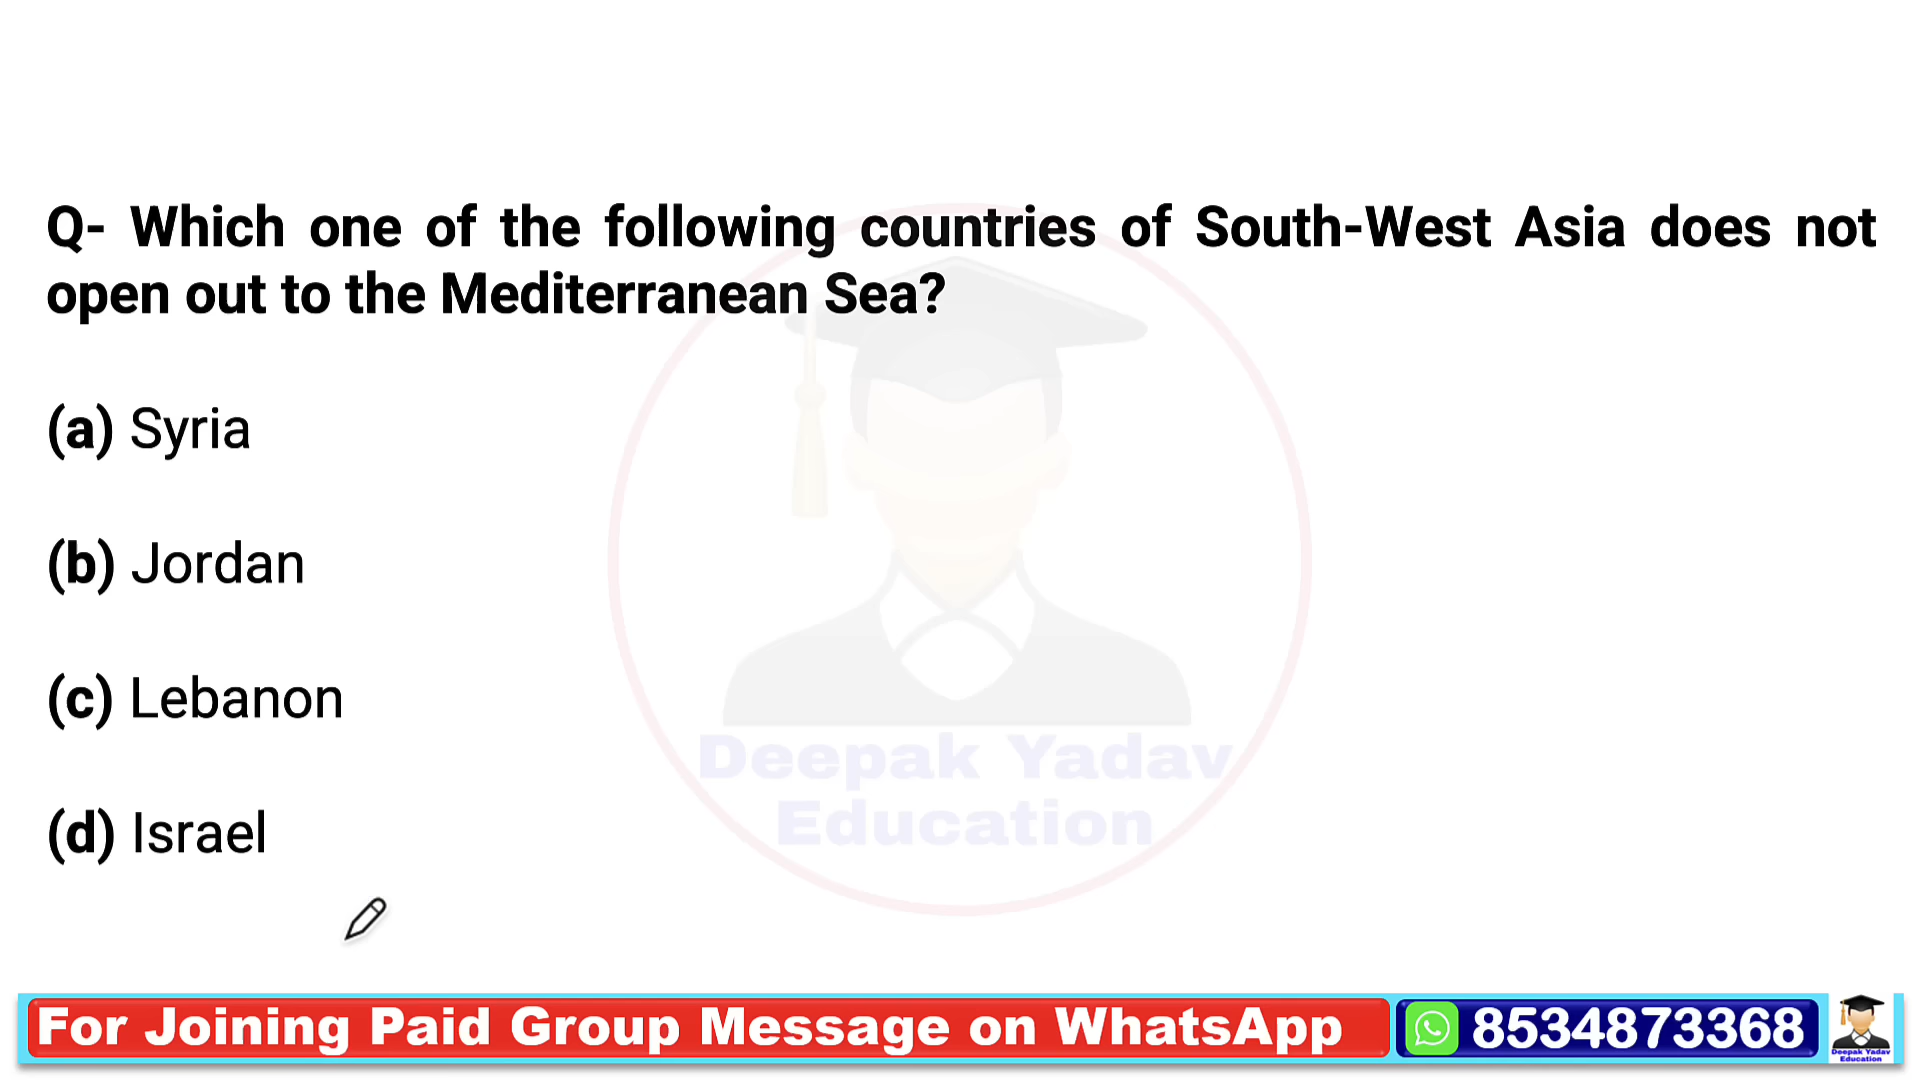 Q- Which one of the following countries of South-West Asia does not
open out to the Mediterranean Sea?
(a) Syria
(b) Jordan
(c) Lebanon
(d) Israel
Deepak Yadav
Education
For Joining Paid Group Message on WhatsApp
8534873368
Deepak Yadav
Education